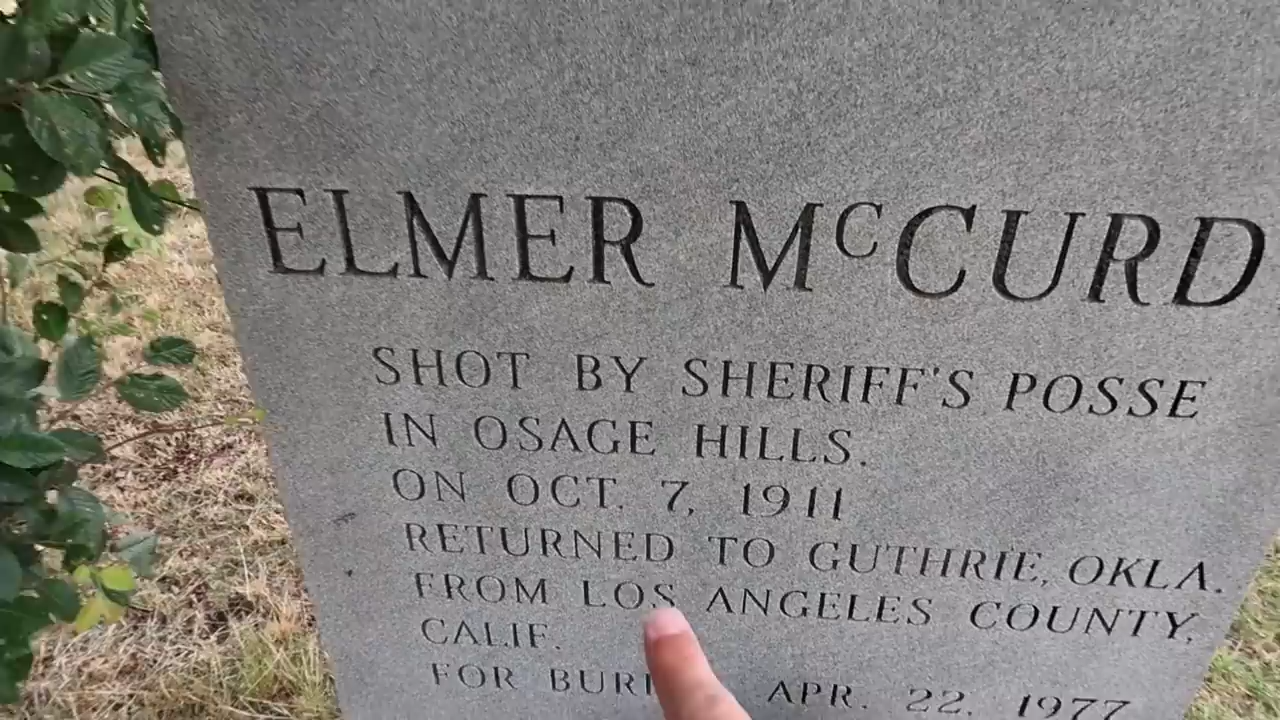 ELMER McCURD
SHOT BY SHERIFF'S POSSE
IN OSAGE HILLS.
ON OCT. 7, 1911
RETURNED TO GUTHRIE, OKLA.
FROM LOS ANGELES COUNTY,
CALIF.
FOR APR. 22, 1977